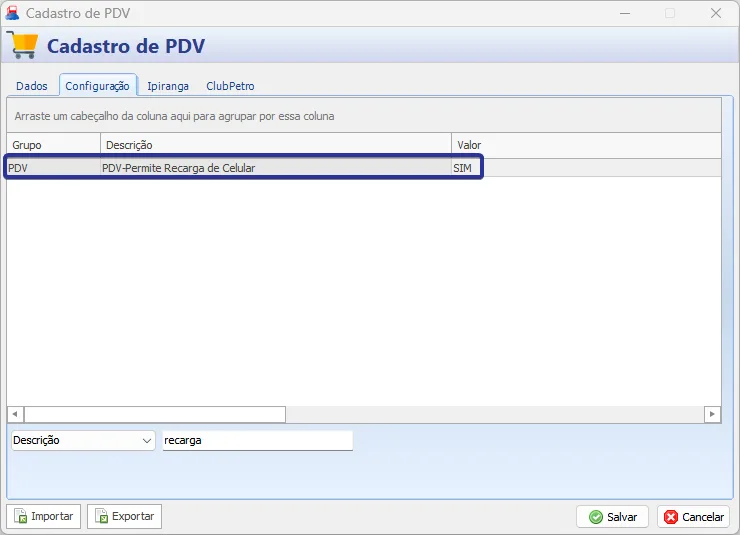 Cadastro de PDV
Cadastro de PDV
Dados Configuração Ipiranga ClubPetro
Arraste um cabeçalho da coluna aqui para agrupar por essa coluna
Grupo Descrição Valor
PDV PDV-Permite Recarga de Celular SIM
Descrição recarga
Importar Exportar Salvar Cancelar